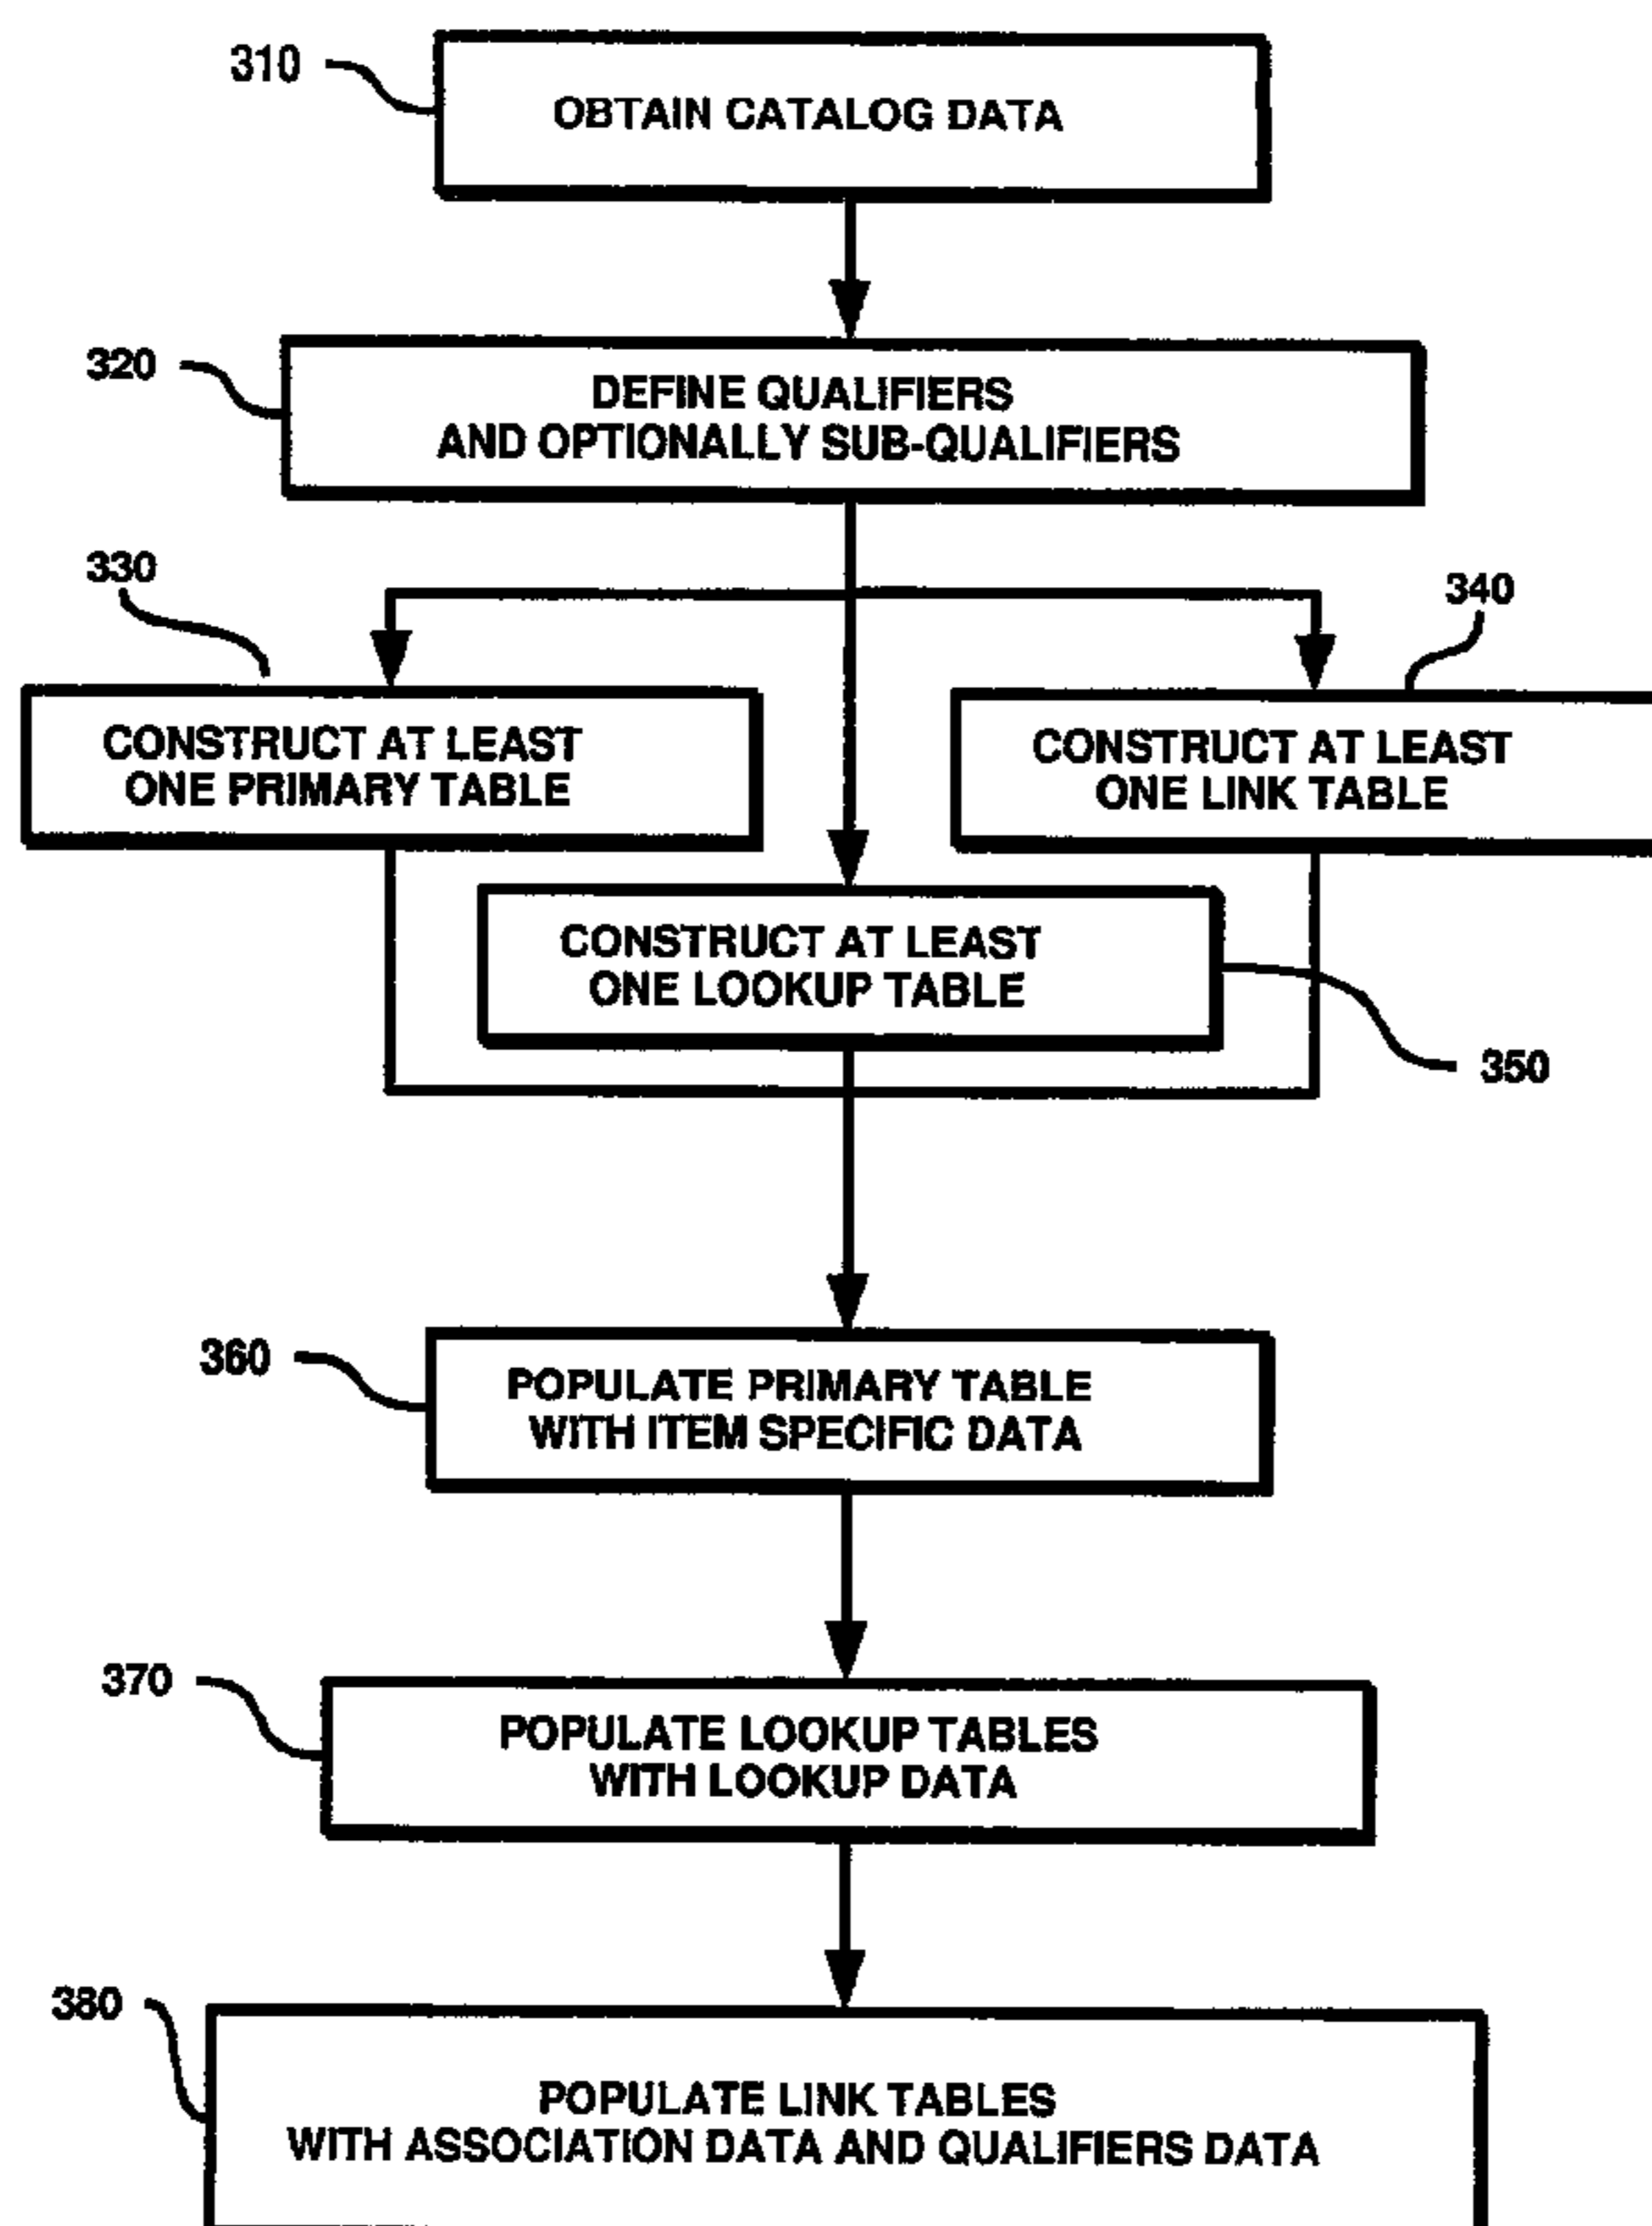 310
OBTAIN CATALOG DATA
320
DEFINE QUALIFIERS
AND OPTIONALLY SUB-QUALIFIERS
330
340
CONSTRUCT AT LEAST
ONE PRIMARY TABLE
CONSTRUCT AT LEAST
ONE LINK TABLE
CONSTRUCT AT LEAST
ONE LOOKUP TABLE
350
360
POPULATE PRIMARY TABLE
WITH ITEM SPECIFIC DATA
370
POPULATE LOOKUP TABLES
WITH LOOKUP DATA
380
POPULATE LINK TABLES
WITH ASSOCIATION DATA AND QUALIFIERS DATA